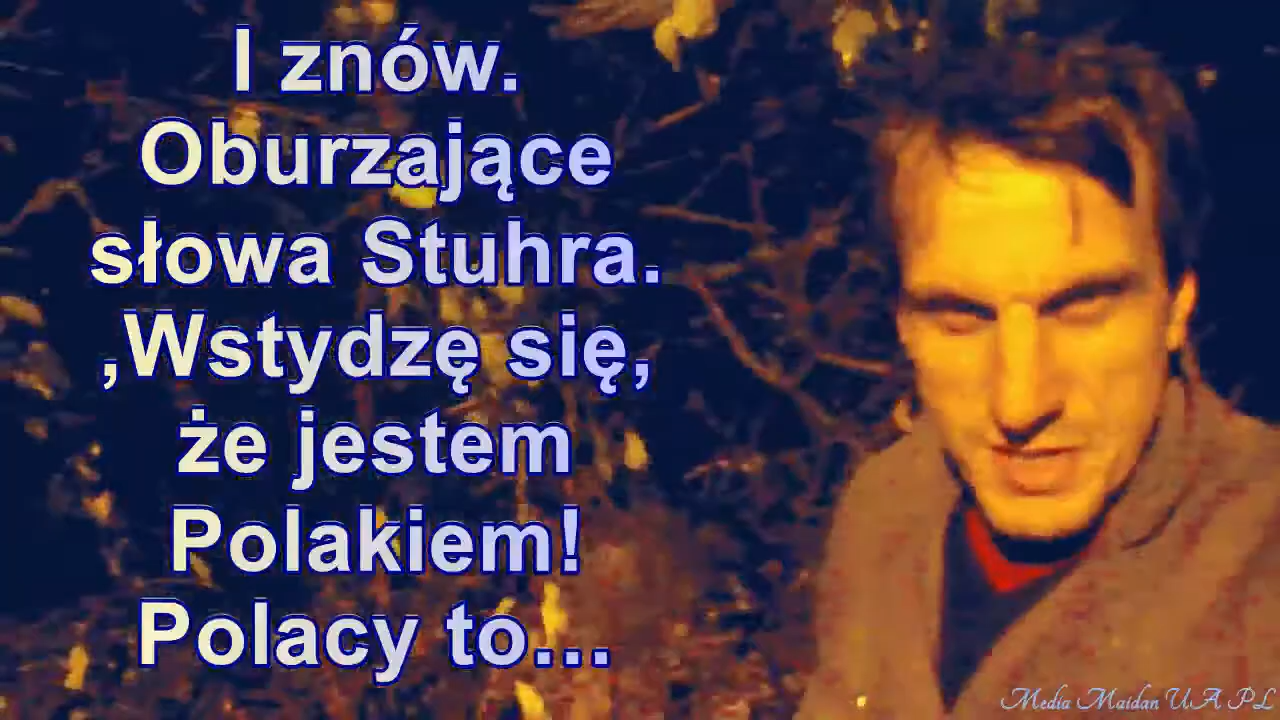 I znów.
Oburzające
słowa Stuhra.
,Wstydzę się,
że jestem
Polakiem!
Polacy to...
Media Maidan UA PL